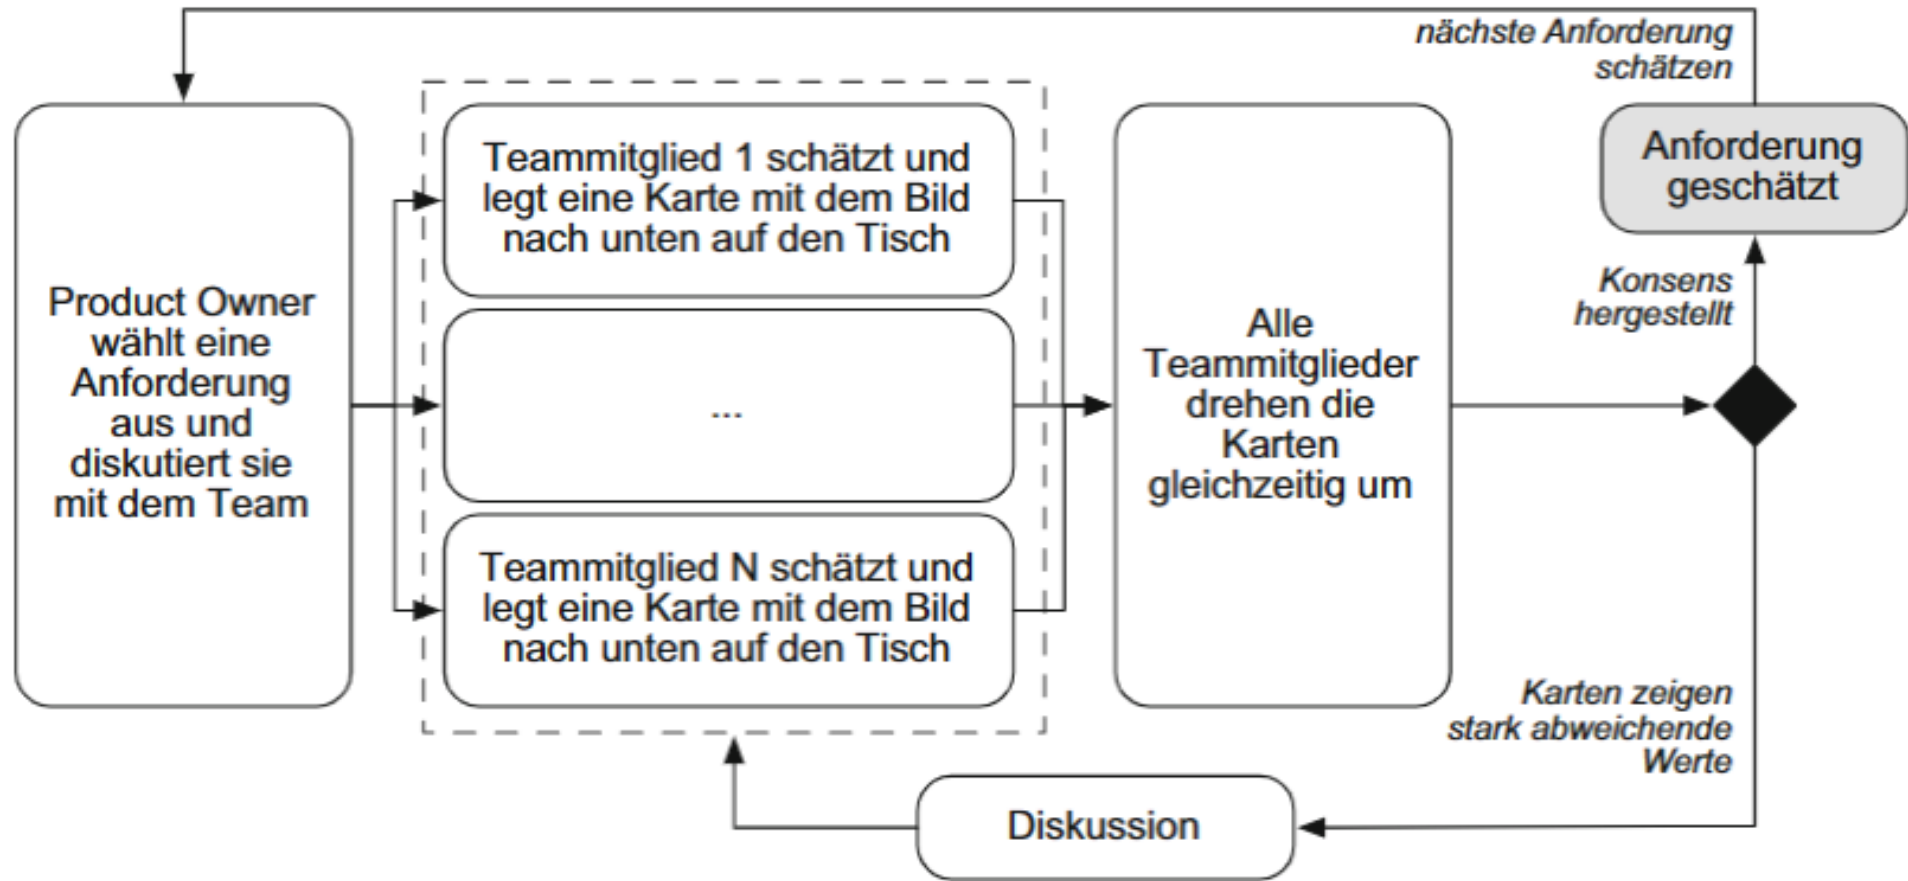 nächste Anforderung
schätzen
Product Owner
wählt eine
Anforderung
aus und
diskutiert sie
mit dem Team
Teammitglied 1 schätzt und
legt eine Karte mit dem Bild
nach unten auf den Tisch
...
Teammitglied N schätzt und
legt eine Karte mit dem Bild
nach unten auf den Tisch
Alle
Teammitglieder
drehen die
Karten
gleichzeitig um
Anforderung
geschätzt
Konsens
hergestellt
Karten zeigen
stark abweichende
Werte
Diskussion